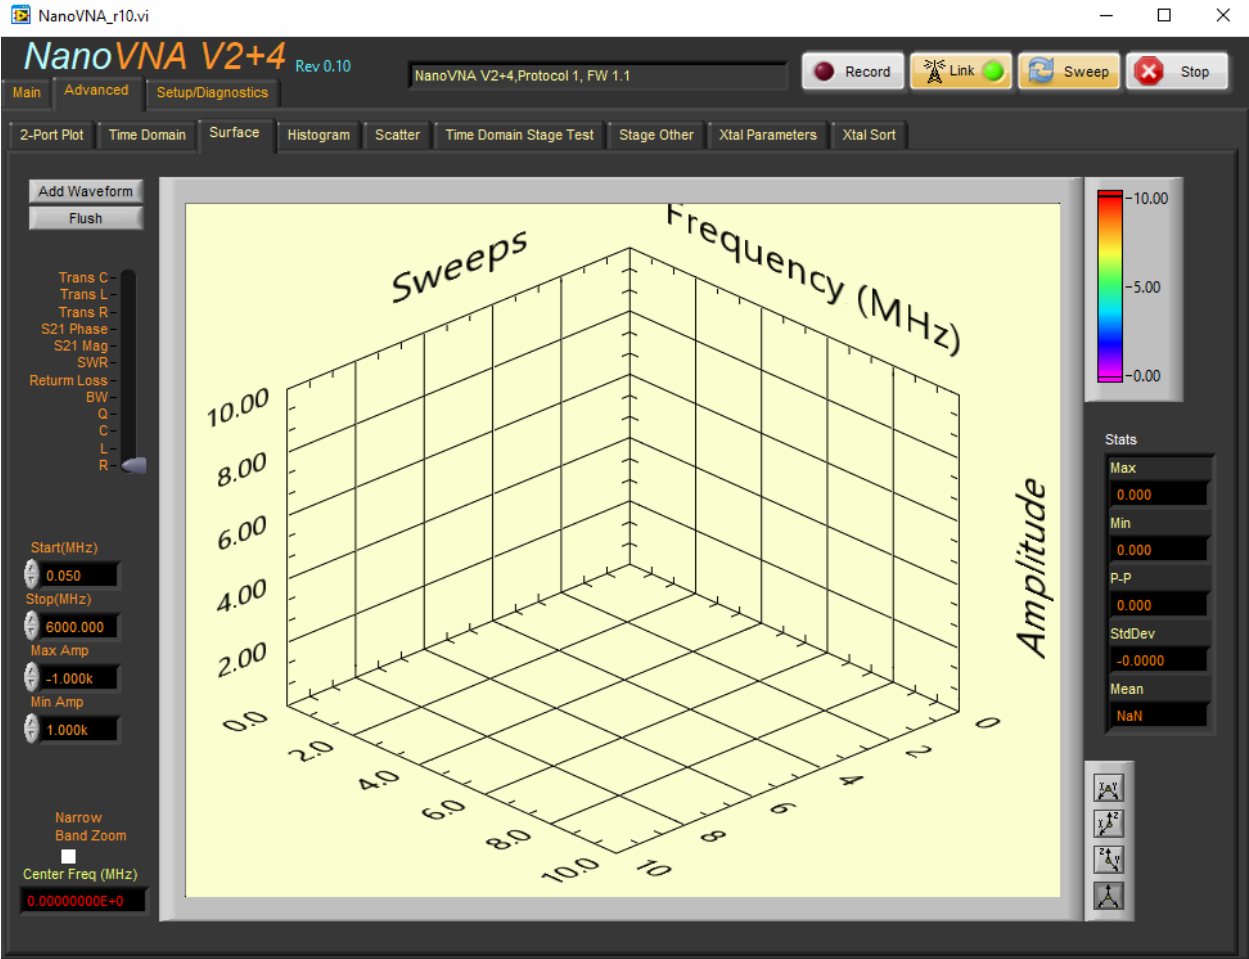 NanoVNA_r10.vi
NanoVNA V2+4 Rev 0.10
NanoVNA V2+4,Protocol 1, FW 1.1
Record
Link
Sweep
Stop
Main
Advanced
Setup/Diagnostics
2-Port Plot
Time Domain
Surface
Histogram
Scatter
Time Domain Stage Test
Stage Other
Xtal Parameters
Xtal Sort
Add Waveform
Flush
Trans C
Trans L
Trans R
S21 Phase
S21 Mag
SWR
Returm Loss
BW
Q
C
L
R
Start(MHz)
0.050
Stop(MHz)
6000.000
Max Amp
-1.000k
Min Amp
1.000k
Narrow
Band Zoom
Center Freq (MHz)
0.00000000E+0
Sweeps
Frequency (MHz)
Amplitude
10.00
8.00
6.00
4.00
2.00
0.0
2.0
4.0
6.0
8.0
10.0
10
8
6
4
2
0
10.00
5.00
0.00
Stats
Max
0.000
Min
0.000
P-P
0.000
StdDev
-0.0000
Mean
NaN
X Y
X Z
Z Y